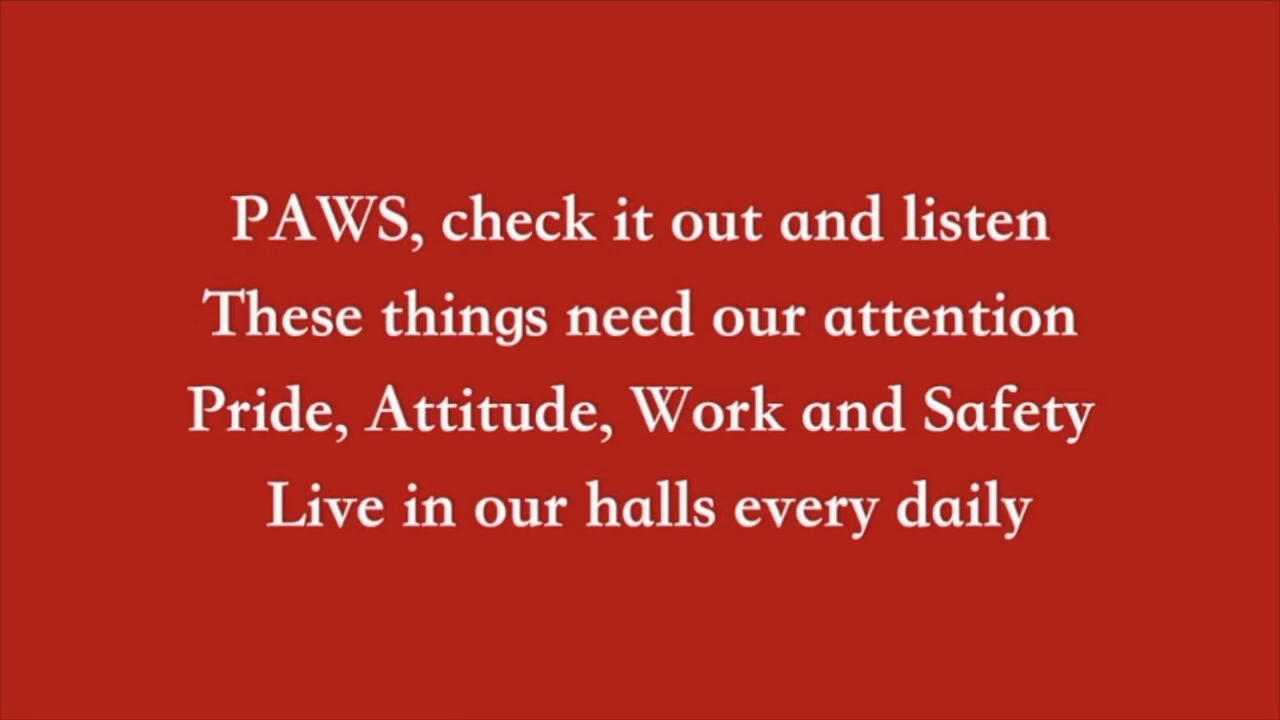 PAWS, check it out and listen
These things need our attention
Pride, Attitude, Work and Safety
Live in our halls every daily